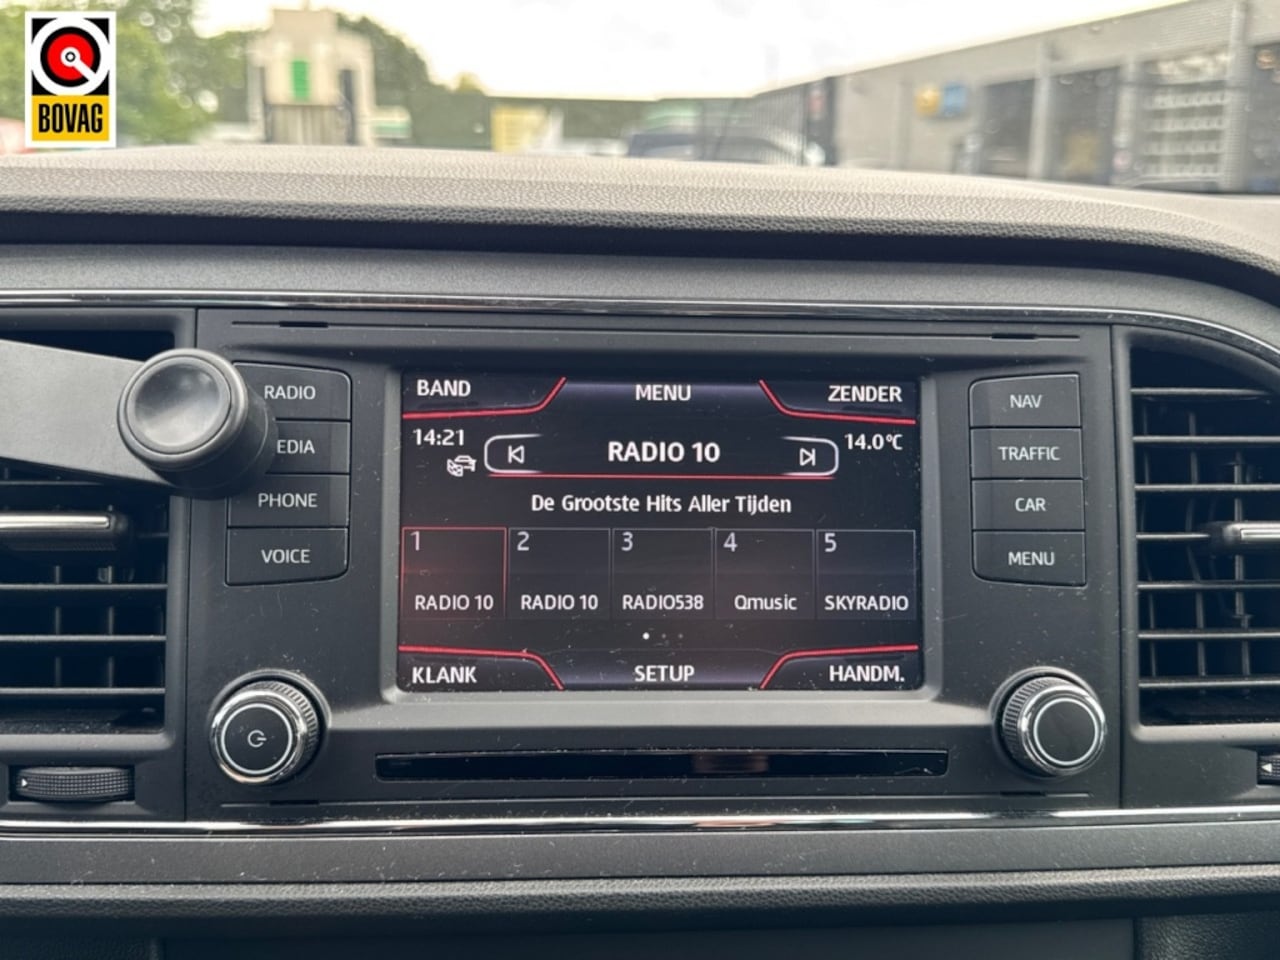 BOVAG
RADIO
EDIA
PHONE
VOICE
BAND
MENU
ZENDER
14:21
RADIO 10
14.0°C
De Grootste Hits Aller Tijden
1
2
3
4
5
RADIO 10
RADIO 10
RADIO538
Qmusic
SKYRADIO
KLANK
SETUP
HANDM.
NAV
TRAFFIC
CAR
MENU